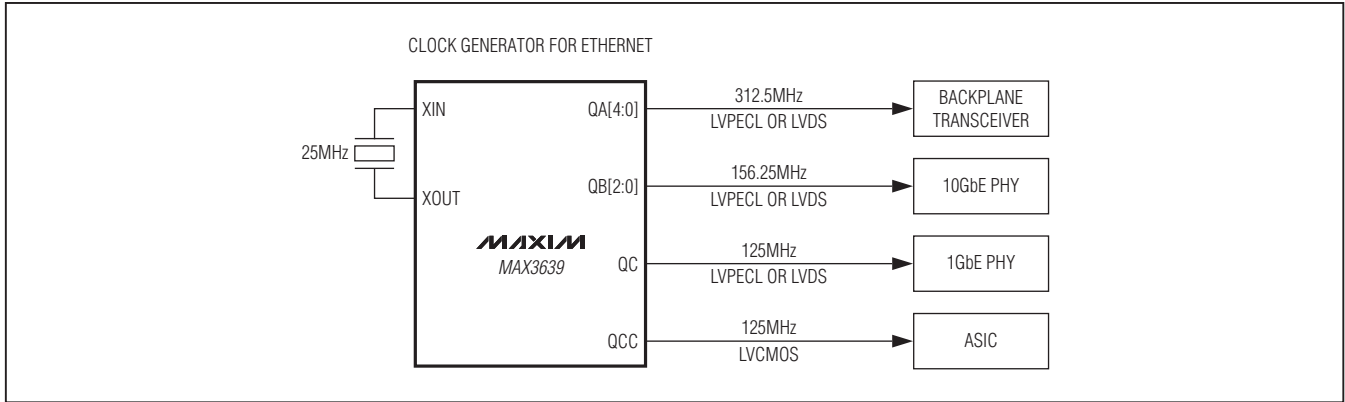 CLOCK GENERATOR FOR ETHERNET
XIN
XOUT
25MHz
MAXIM
MAX3639
QA[4:0]
312.5MHz
LVPECL OR LVDS
BACKPLANE
TRANSCEIVER
QB[2:0]
156.25MHz
LVPECL OR LVDS
10GbE PHY
QC
125MHz
LVPECL OR LVDS
1GbE PHY
QCC
125MHz
LVCMOS
ASIC